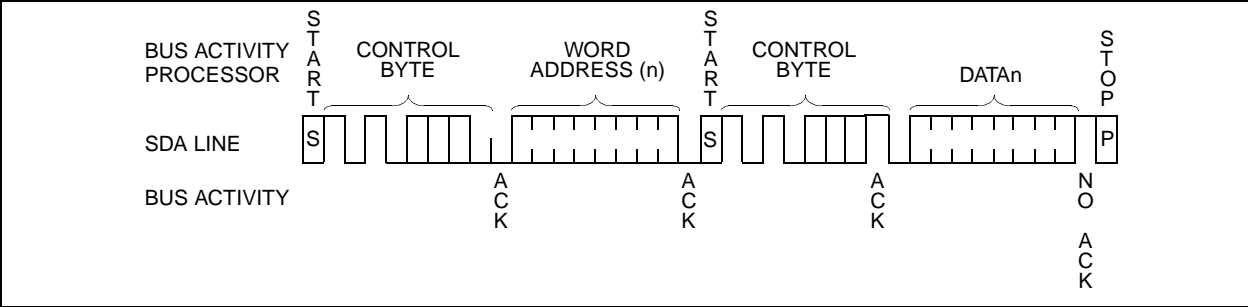 BUS ACTIVITY
PROCESSOR
START
CONTROL
BYTE
WORD
ADDRESS (n)
START
CONTROL
BYTE
DATAn
STOP
SDA LINE
S
S
P
BUS ACTIVITY
ACK
ACK
ACK
NO ACK